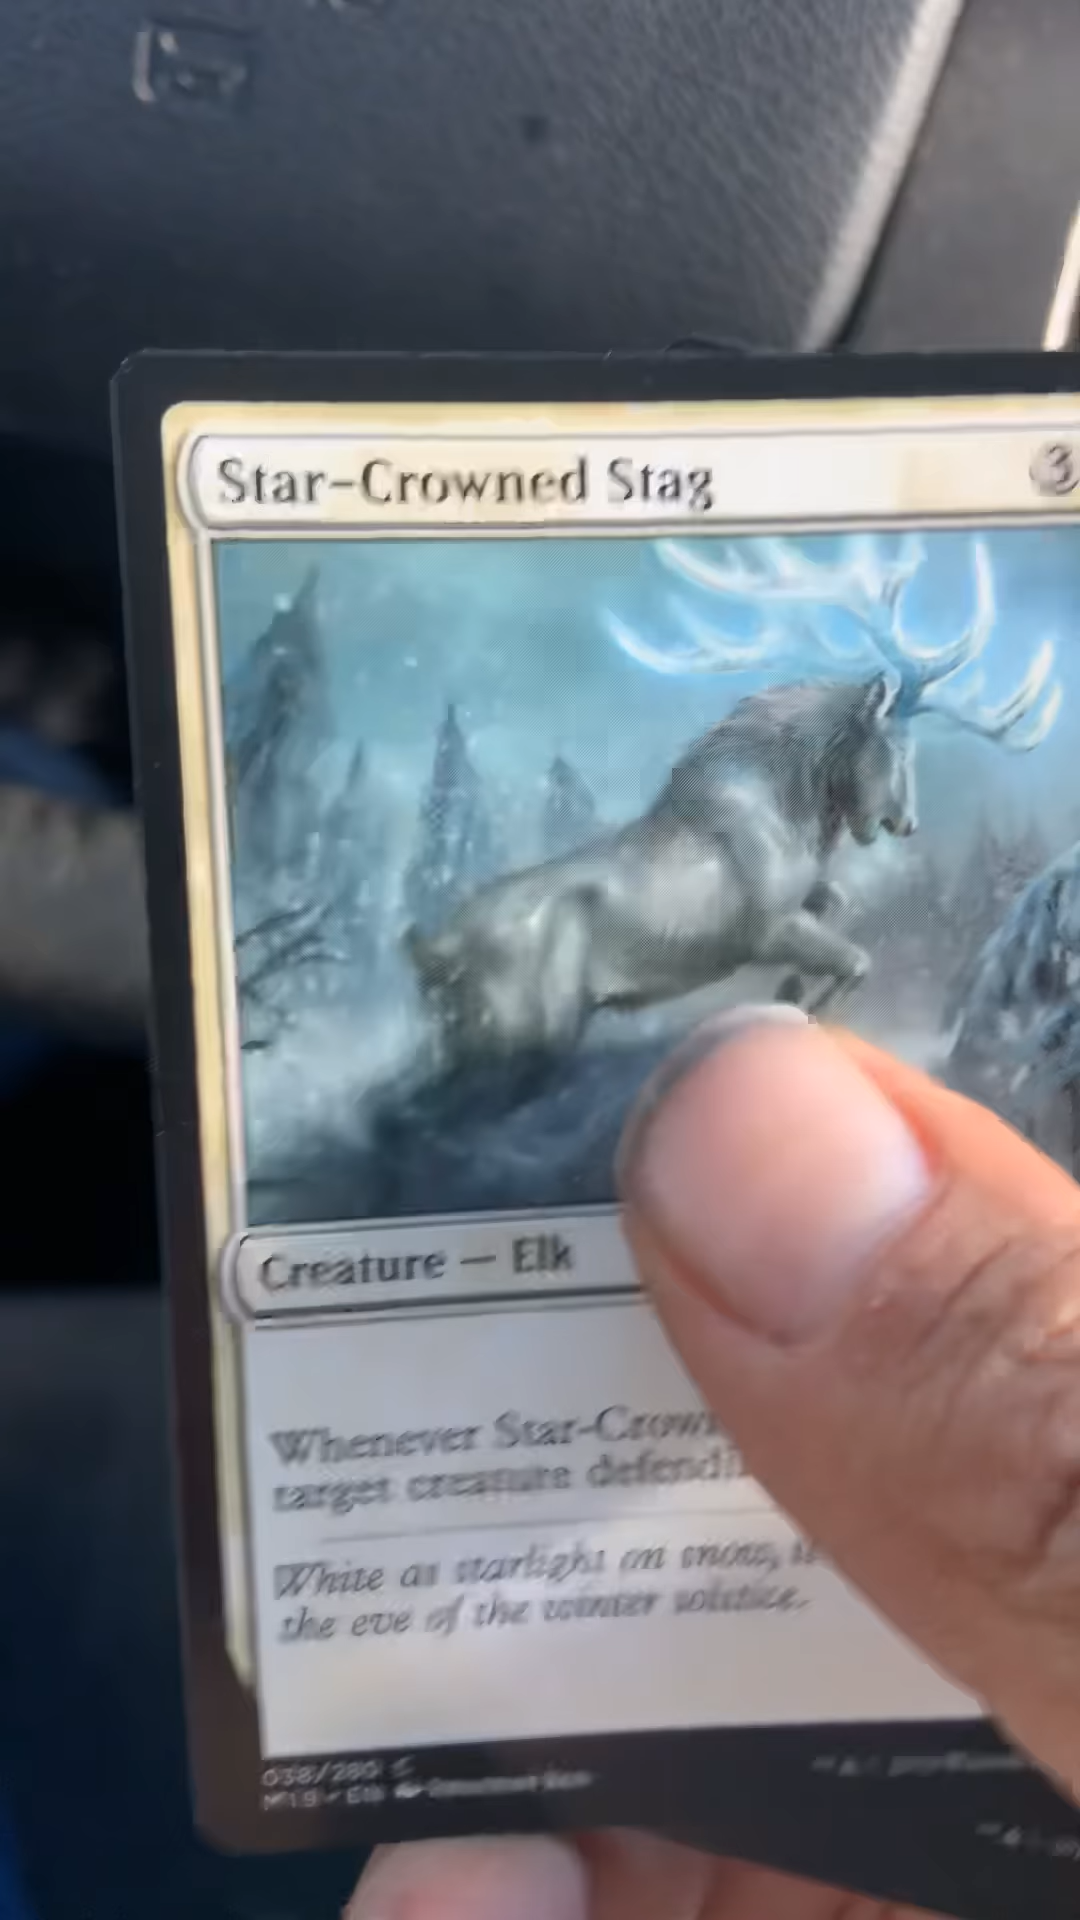 Star-Crowned Stag
3
Creature — Elk
Whenever Star-Crow
target creature defendi
White as starlight on snow,
the eve of the winter solstice.
038/280 C
M19 • EN